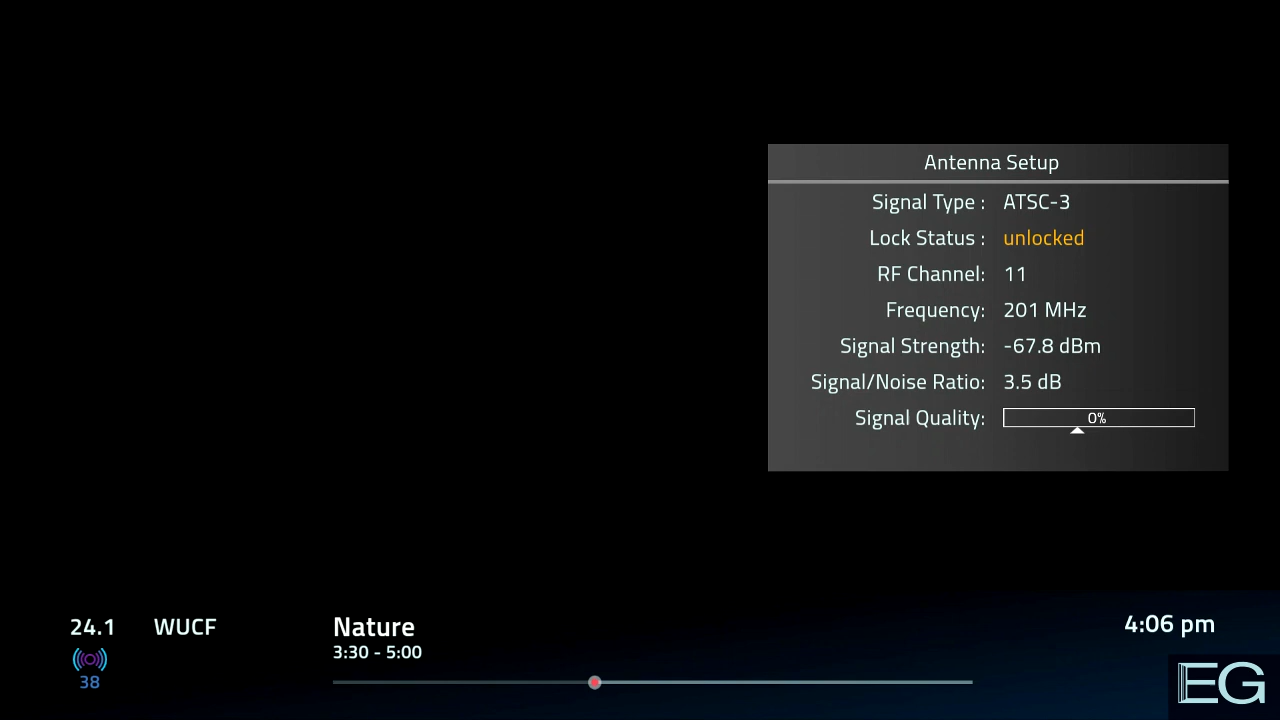 Antenna Setup
Signal Type : ATSC-3
Lock Status : unlocked
RF Channel: 11
Frequency: 201 MHz
Signal Strength: -67.8 dBm
Signal/Noise Ratio: 3.5 dB
Signal Quality: 0%
24.1 WUCF Nature 4:06 pm
3:30 - 5:00
38
EG